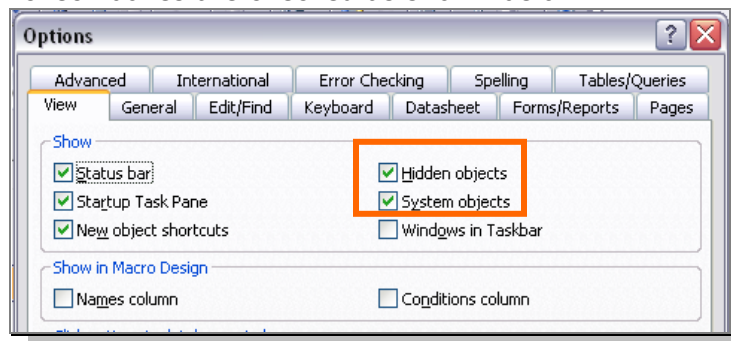 Options
Advanced International Error Checking Spelling Tables/Queries
View General Edit/Find Keyboard Datasheet Forms/Reports Pages
Show
Status bar Hidden objects
Startup Task Pane System objects
New object shortcuts Windows in Taskbar
Show in Macro Design
Names column Conditions column